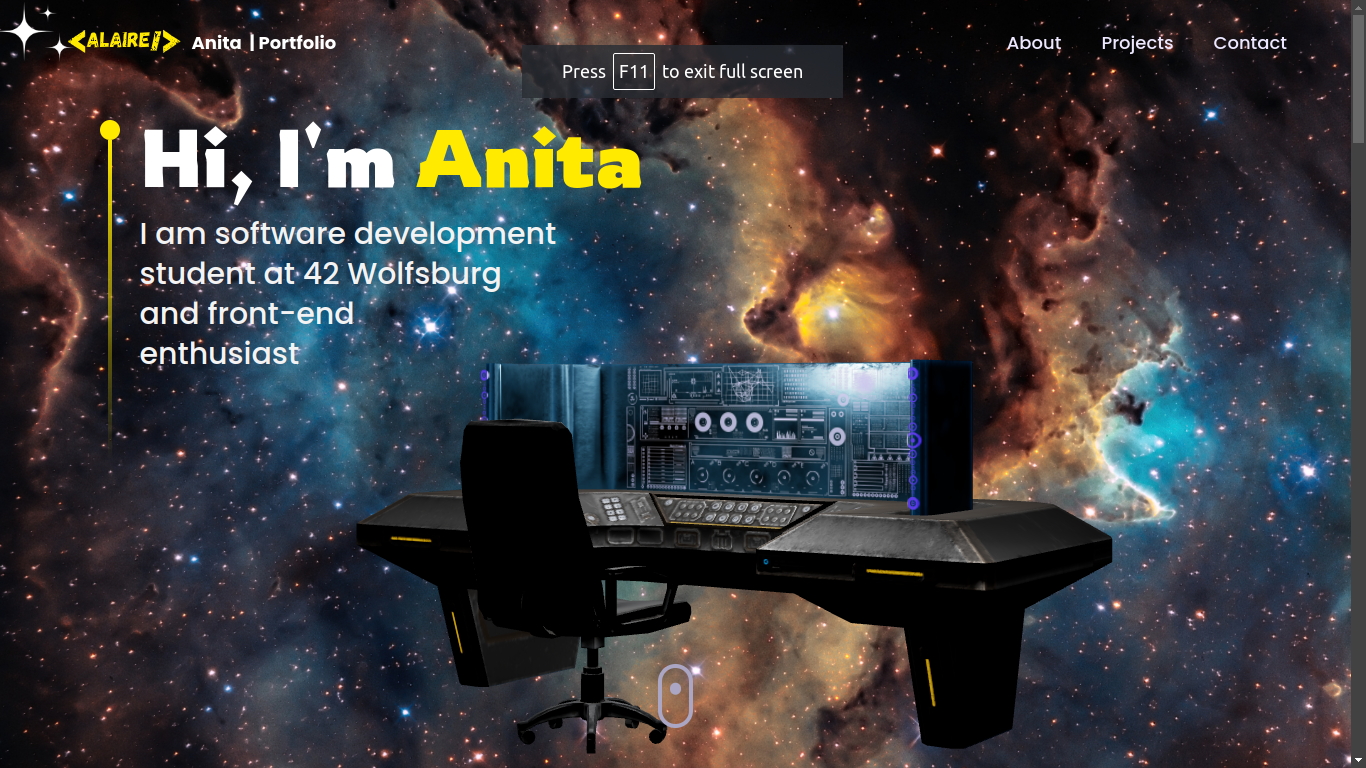 <ALAIRE/> Anita | Portfolio
About Projects Contact
Press F11 to exit full screen
Hi, I'm Anita
I am software development
student at 42 Wolfsburg
and front-end
enthusiast